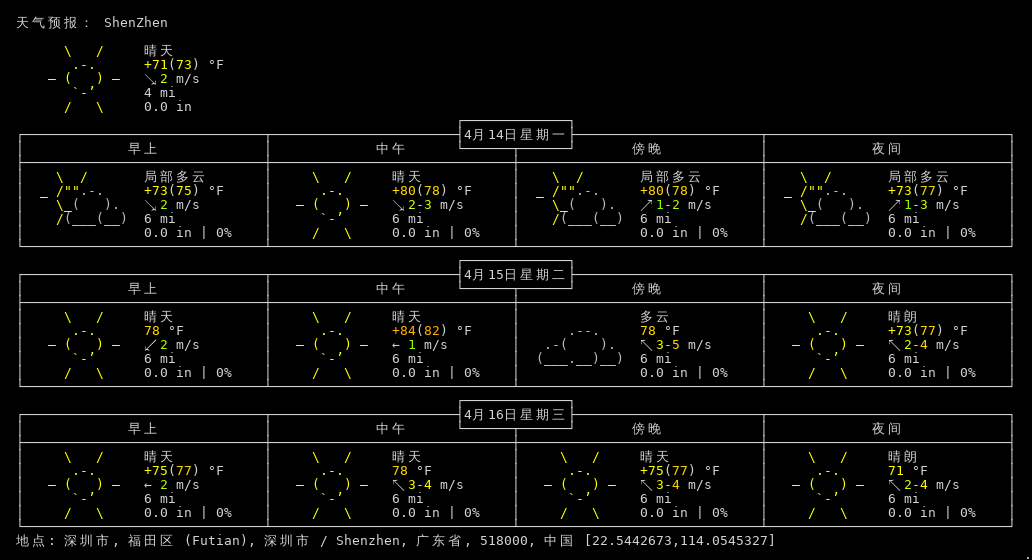 天气预报： ShenZhen
晴天
+71(73) °F
↘ 2 m/s
4 mi
0.0 in
4月14日星期一
早上 中午 傍晚 夜间
局部多云 晴天 局部多云 局部多云
+73(75) °F +80(78) °F +80(78) °F +73(77) °F
↘ 2 m/s ↘ 2-3 m/s ↗ 1-2 m/s ↗ 1-3 m/s
6 mi 6 mi 6 mi 6 mi
0.0 in | 0% 0.0 in | 0% 0.0 in | 0% 0.0 in | 0%
4月15日星期二
早上 中午 傍晚 夜间
晴天 晴天 多云 晴朗
78 °F +84(82) °F 78 °F +73(77) °F
↙ 2 m/s ← 1 m/s ↖ 3-5 m/s ↖ 2-4 m/s
6 mi 6 mi 6 mi 6 mi
0.0 in | 0% 0.0 in | 0% 0.0 in | 0% 0.0 in | 0%
4月16日星期三
早上 中午 傍晚 夜间
晴天 晴天 晴天 晴朗
+75(77) °F 78 °F +75(77) °F 71 °F
← 2 m/s ↖ 3-4 m/s ↖ 3-4 m/s ↖ 2-4 m/s
6 mi 6 mi 6 mi 6 mi
0.0 in | 0% 0.0 in | 0% 0.0 in | 0% 0.0 in | 0%
地点: 深圳市, 福田区 (Futian), 深圳市 / Shenzhen, 广东省, 518000, 中国 [22.5442673,114.0545327]